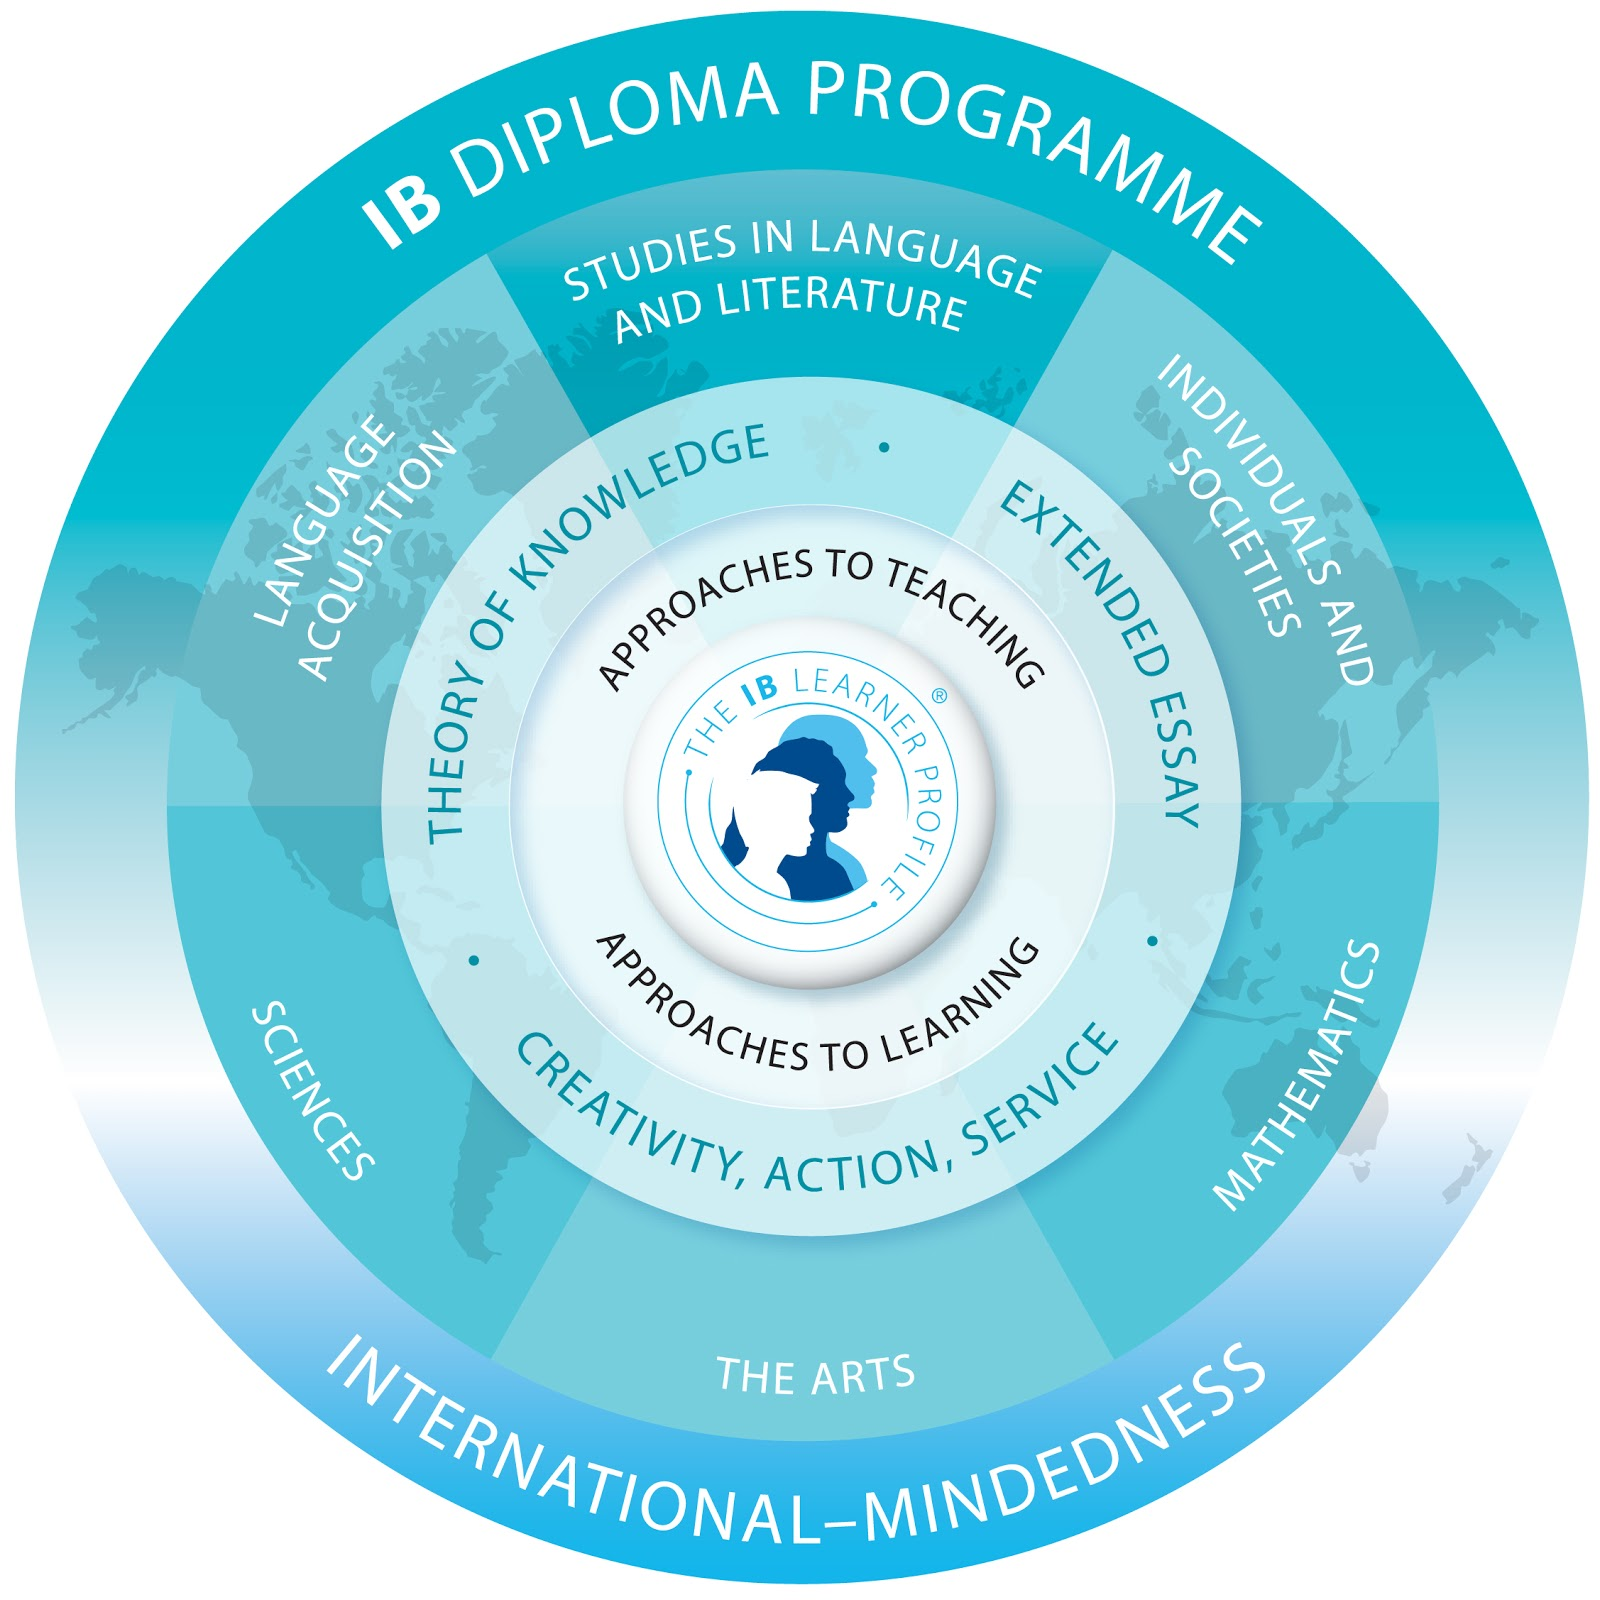 IB DIPLOMA PROGRAMME
STUDIES IN LANGUAGE
AND LITERATURE
LANGUAGE
ACQUISITION
INDIVIDUALS AND
SOCIETIES
THEORY OF KNOWLEDGE
•
EXTENDED ESSAY
APPROACHES TO TEACHING
THE IB LEARNER PROFILE ®
APPROACHES TO LEARNING
•
CREATIVITY, ACTION, SERVICE
•
SCIENCES
MATHEMATICS
THE ARTS
INTERNATIONAL–MINDEDNESS